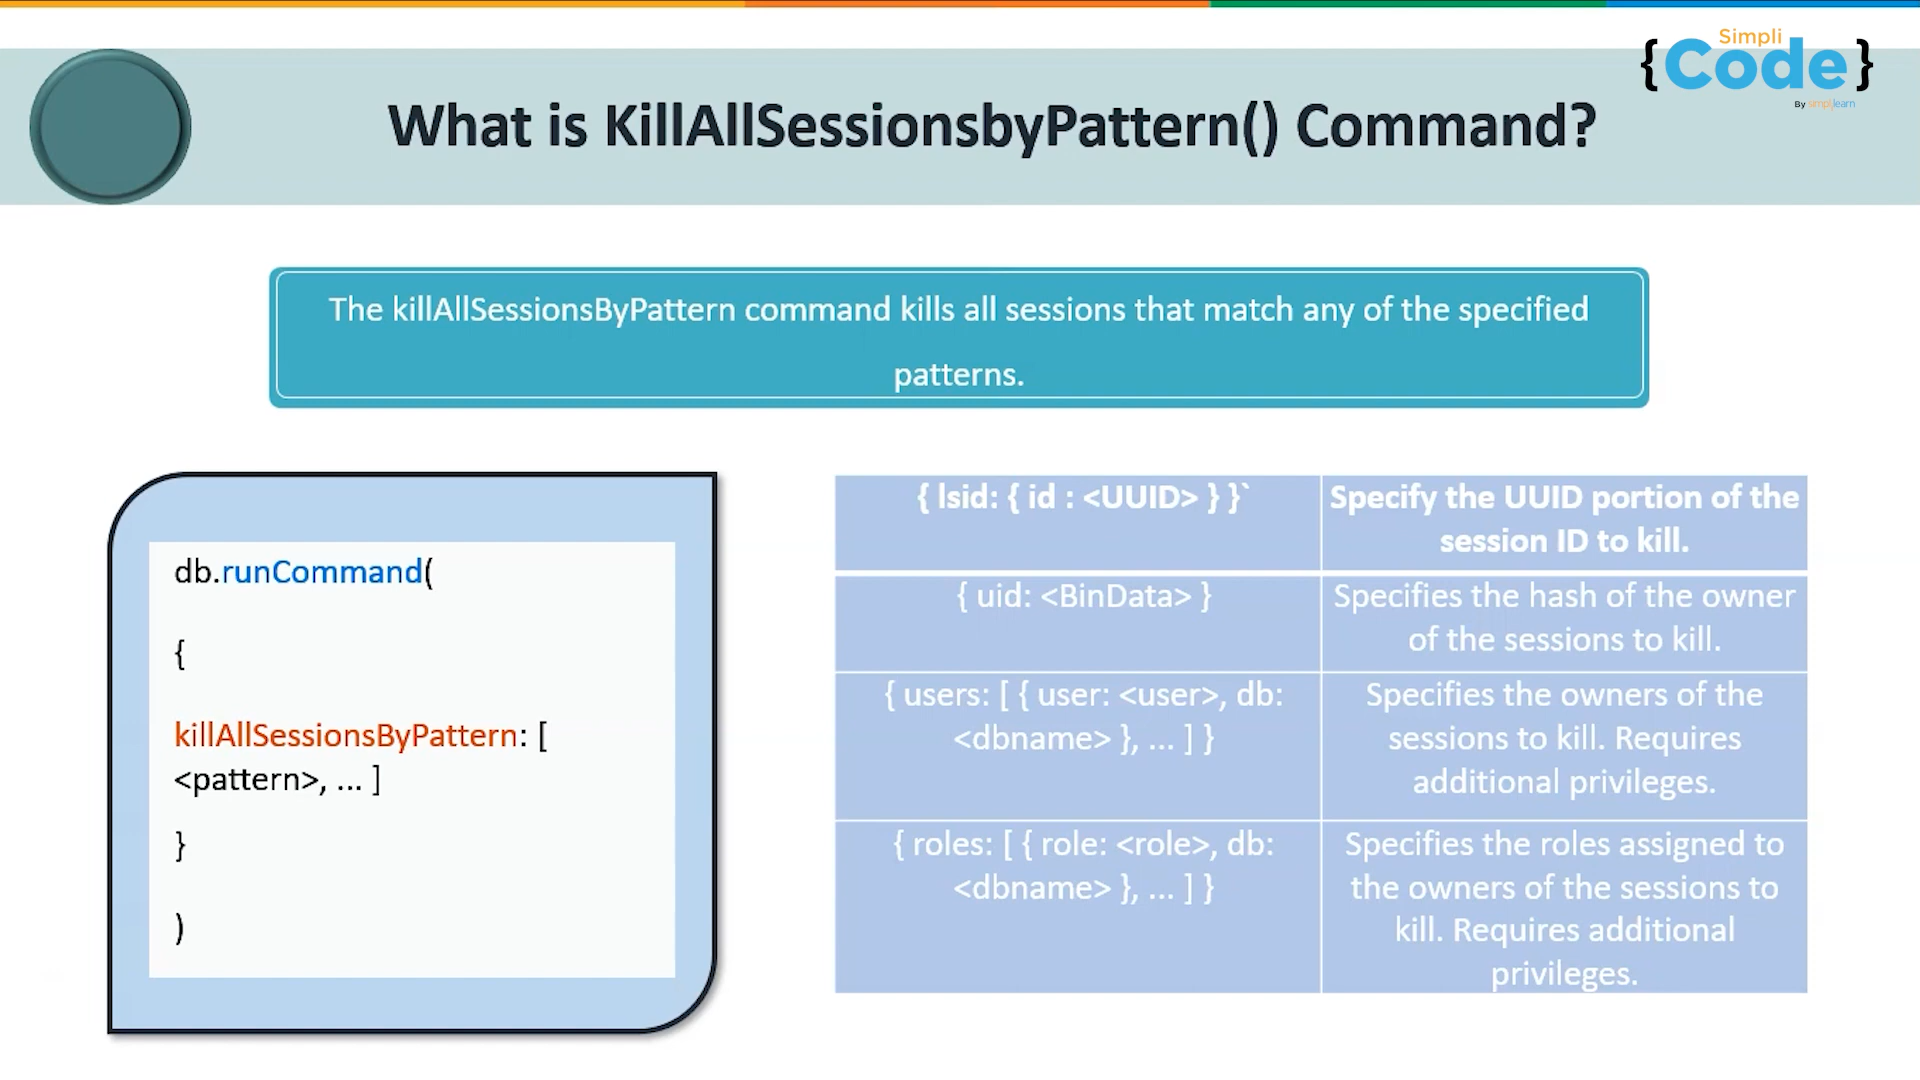 Simpli
{Code}
By simplilearn
What is KillAllSessionsbyPattern() Command?
The killAllSessionsByPattern command kills all sessions that match any of the specified
patterns.
db.runCommand(
{
killAllSessionsByPattern: [
<pattern>, ... ]
}
)
{ lsid: { id : <UUID> } }`
Specify the UUID portion of the
session ID to kill.
{ uid: <BinData> }
Specifies the hash of the owner
of the sessions to kill.
{ users: [ { user: <user>, db:
<dbname> }, ... ] }
Specifies the owners of the
sessions to kill. Requires
additional privileges.
{ roles: [ { role: <role>, db:
<dbname> }, ... ] }
Specifies the roles assigned to
the owners of the sessions to
kill. Requires additional
privileges.